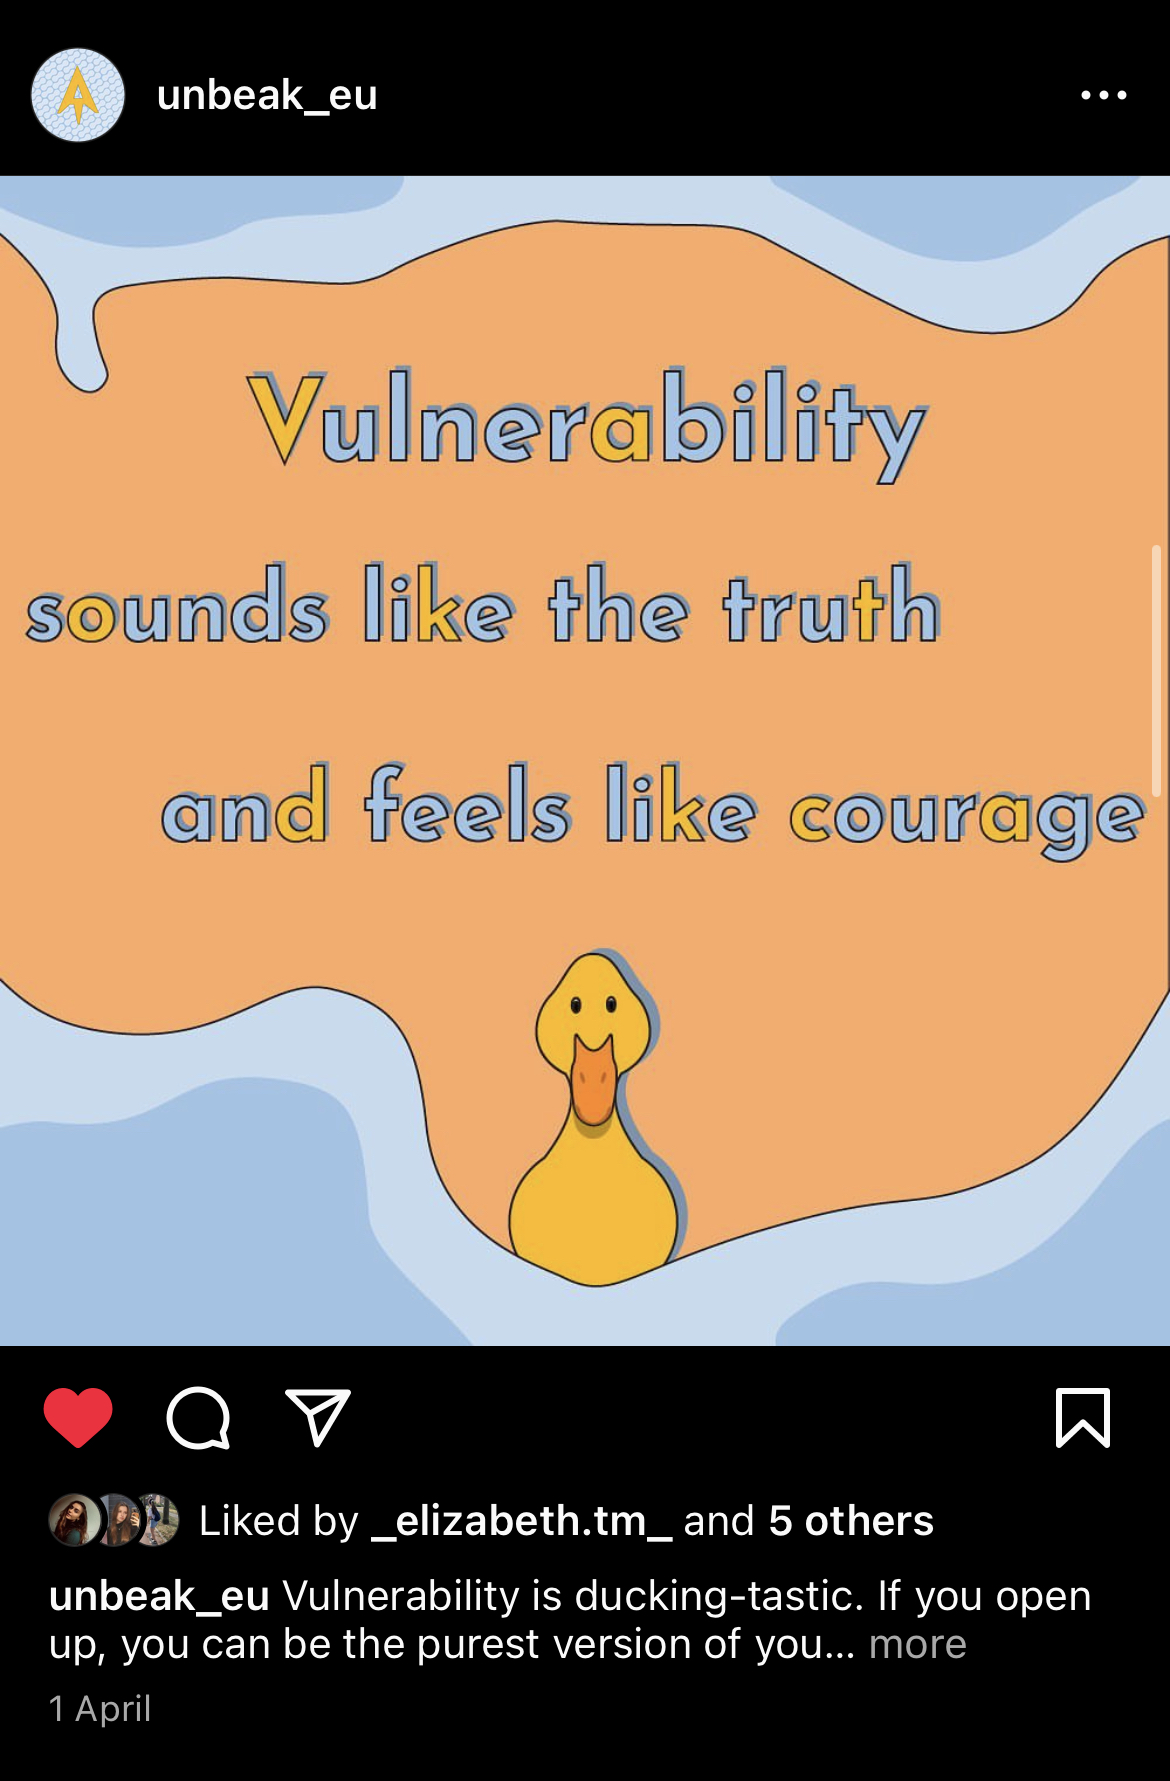 unbeak_eu
Vulnerability
sounds like the truth
and feels like courage
Liked by _elizabeth.tm_ and 5 others
unbeak_eu Vulnerability is ducking-tastic. If you open
up, you can be the purest version of you... more
1 April